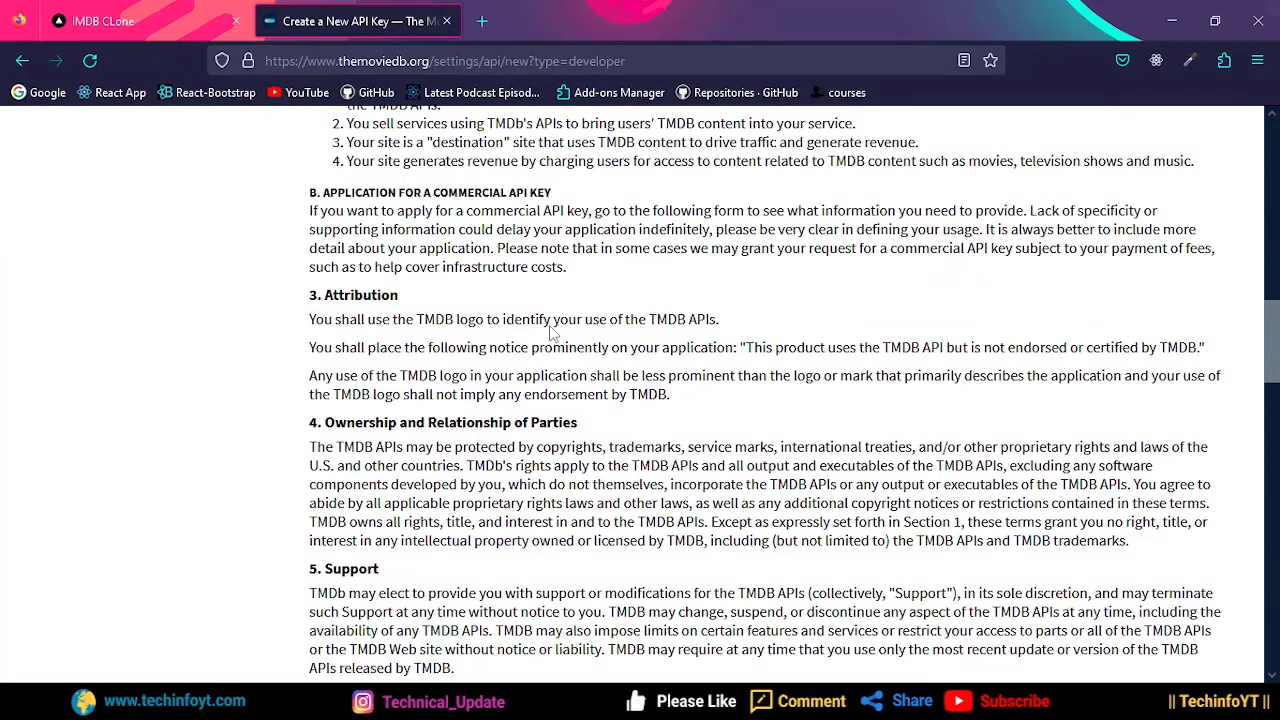 IMDB CLone
Create a New API Key — The M
https://www.themoviedb.org/settings/api/new?type=developer
Google
React App
React-Bootstrap
YouTube
GitHub
Latest Podcast Episod...
Add-ons Manager
Repositories · GitHub
courses
the TMDB APIs.
2. You sell services using TMDb's APIs to bring users' TMDB content into your service.
3. Your site is a "destination" site that uses TMDB content to drive traffic and generate revenue.
4. Your site generates revenue by charging users for access to content related to TMDB content such as movies, television shows and music.
B. APPLICATION FOR A COMMERCIAL API KEY
If you want to apply for a commercial API key, go to the following form to see what information you need to provide. Lack of specificity or
supporting information could delay your application indefinitely, please be very clear in defining your usage. It is always better to include more
detail about your application. Please note that in some cases we may grant your request for a commercial API key subject to your payment of fees,
such as to help cover infrastructure costs.
3. Attribution
You shall use the TMDB logo to identify your use of the TMDB APIs.
You shall place the following notice prominently on your application: "This product uses the TMDB API but is not endorsed or certified by TMDB."
Any use of the TMDB logo in your application shall be less prominent than the logo or mark that primarily describes the application and your use of
the TMDB logo shall not imply any endorsement by TMDB.
4. Ownership and Relationship of Parties
The TMDB APIs may be protected by copyrights, trademarks, service marks, international treaties, and/or other proprietary rights and laws of the
U.S. and other countries. TMDb's rights apply to the TMDB APIs and all output and executables of the TMDB APIs, excluding any software
components developed by you, which do not themselves, incorporate the TMDB APIs or any output or executables of the TMDB APIs. You agree to
abide by all applicable proprietary rights laws and other laws, as well as any additional copyright notices or restrictions contained in these terms.
TMDB owns all rights, title, and interest in and to the TMDB APIs. Except as expressly set forth in Section 1, these terms grant you no right, title, or
interest in any intellectual property owned or licensed by TMDB, including (but not limited to) the TMDB APIs and TMDB trademarks.
5. Support
TMDb may elect to provide you with support or modifications for the TMDB APIs (collectively, "Support"), in its sole discretion, and may terminate
such Support at any time without notice to you. TMDB may change, suspend, or discontinue any aspect of the TMDB APIs at any time, including the
availability of any TMDB APIs. TMDB may also impose limits on certain features and services or restrict your access to parts or all of the TMDB APIs
or the TMDB Web site without notice or liability. TMDB may require at any time that you use only the most recent update or version of the TMDB
APIs released by TMDB.
www.techinfoyt.com
Technical_Update
Please Like
Comment
Share
Subscribe
|| TechinfoYT ||